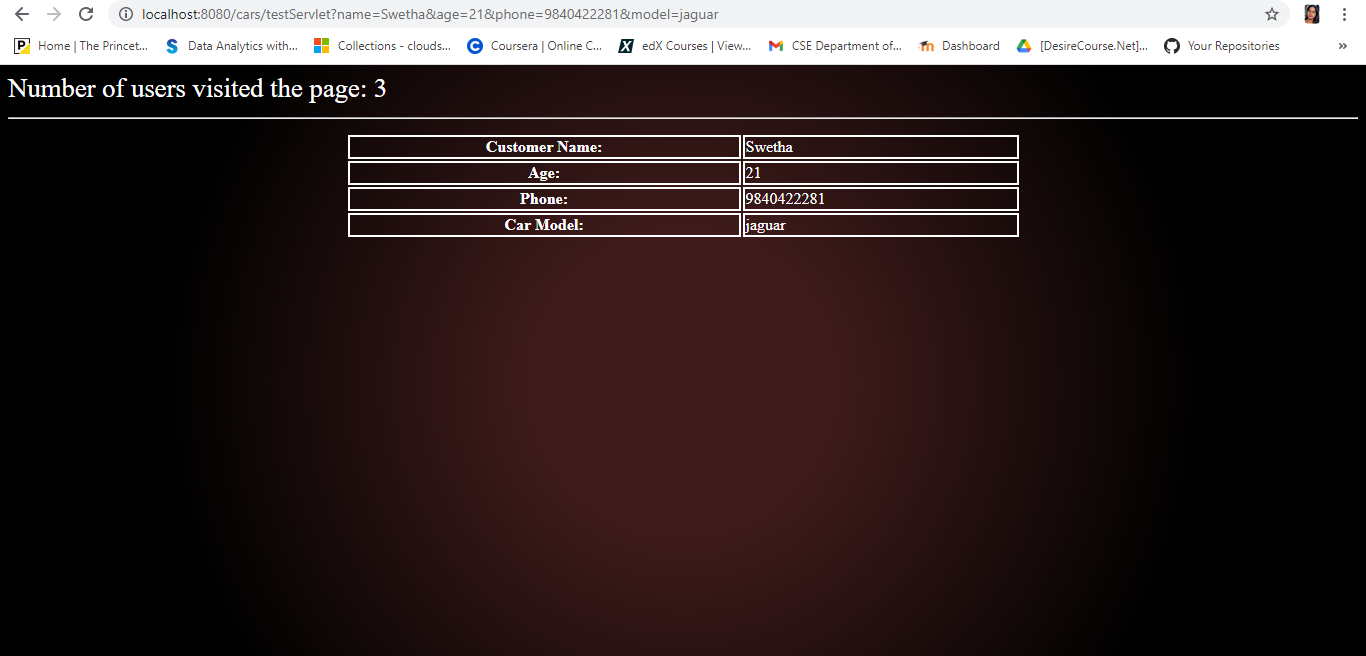 localhost:8080/cars/testServlet?name=Swetha&age=21&phone=9840422281&model=jaguar
Home | The Princet... Data Analytics with... Collections - clouds... Coursera | Online C... edX Courses | View... CSE Department of... Dashboard [DesireCourse.Net]... Your Repositories »
Number of users visited the page: 3
Customer Name: Swetha
Age: 21
Phone: 9840422281
Car Model: jaguar